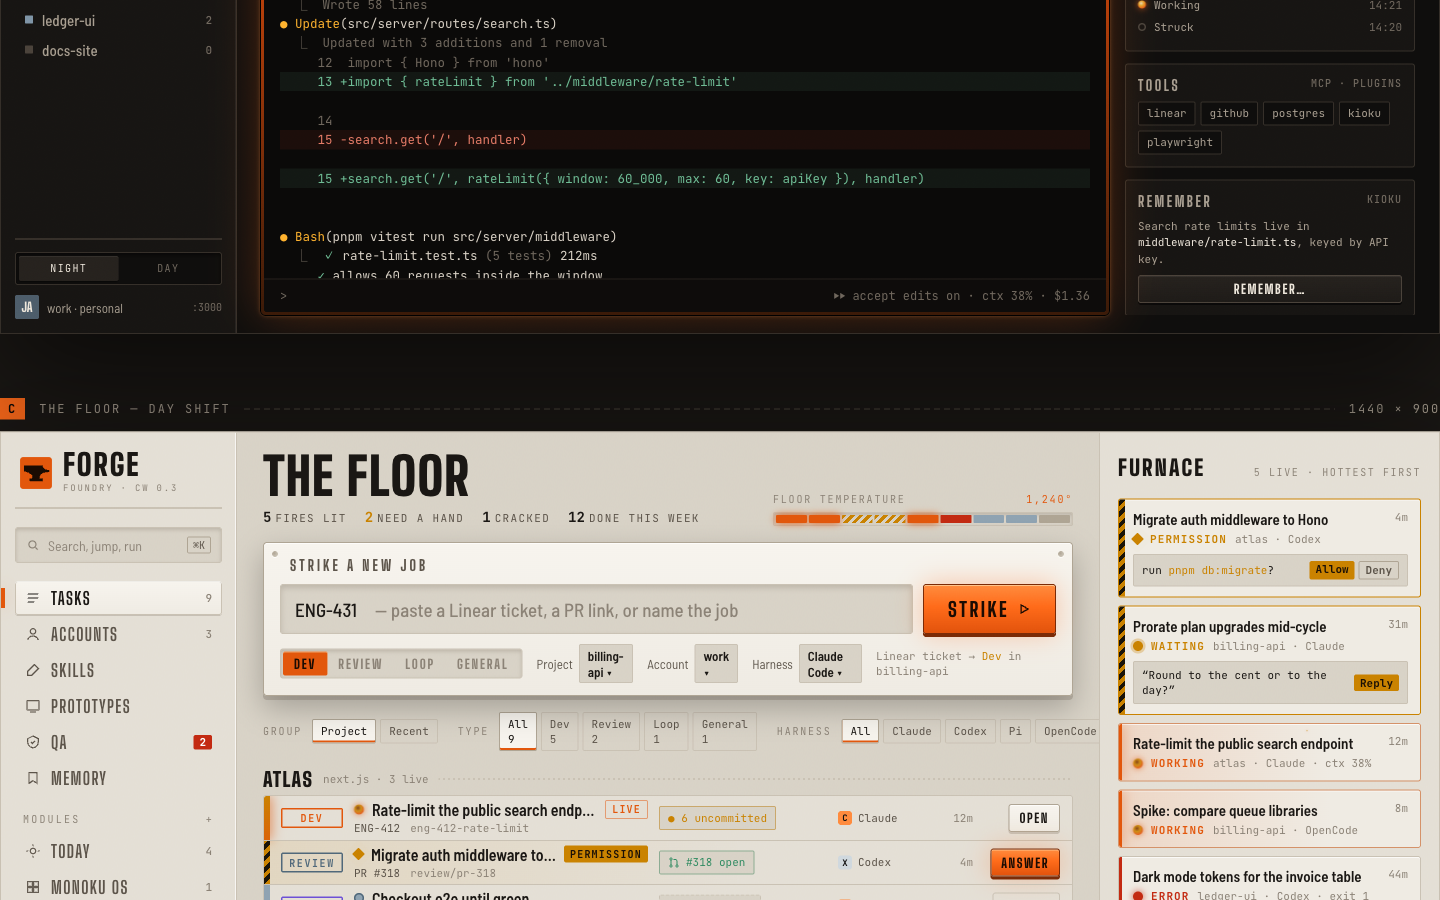 ledger-ui 2
docs-site 0
NIGHT DAY
JA work · personal :3000
Wrote 58 lines
● Update(src/server/routes/search.ts)
Updated with 3 additions and 1 removal
12 import { Hono } from 'hono'
13 +import { rateLimit } from '../middleware/rate-limit'
14
15 -search.get('/', handler)
15 +search.get('/', rateLimit({ window: 60_000, max: 60, key: apiKey }), handler)
● Bash(pnpm vitest run src/server/middleware)
✓ rate-limit.test.ts (5 tests) 212ms
✓ allows 60 requests inside the window
> ▸▸ accept edits on · ctx 38% · $1.36
Working 14:21
Struck 14:20
TOOLS MCP · PLUGINS
linear github postgres kioku
playwright
REMEMBER KIOKU
Search rate limits live in
middleware/rate-limit.ts, keyed by API
key.
REMEMBER…
C THE FLOOR — DAY SHIFT 1440 × 900
FORGE
FOUNDRY · CW 0.3
Search, jump, run ⌘K
TASKS 9
ACCOUNTS 3
SKILLS
PROTOTYPES
QA 2
MEMORY
MODULES +
TODAY 4
MONOKU OS 1
THE FLOOR
5 FIRES LIT 2 NEED A HAND 1 CRACKED 12 DONE THIS WEEK
FLOOR TEMPERATURE 1,240°
STRIKE A NEW JOB
ENG-431 — paste a Linear ticket, a PR link, or name the job
STRIKE ▷
DEV REVIEW LOOP GENERAL
Project billing-api ▾
Account work ▾
Harness Claude Code ▾
Linear ticket → Dev in
billing-api
GROUP Project Recent
TYPE All 9 Dev 5 Review 2 Loop 1 General 1
HARNESS All Claude Codex Pi OpenCode
ATLAS next.js · 3 live
DEV Rate-limit the public search endp... LIVE ● 6 uncommitted C Claude 12m OPEN
ENG-412 eng-412-rate-limit
REVIEW Migrate auth middleware to... PERMISSION #318 open X Codex 4m ANSWER
PR #318 review/pr-318
Checkout e2e until green
FURNACE 5 LIVE · HOTTEST FIRST
Migrate auth middleware to Hono 4m
PERMISSION atlas · Codex
run pnpm db:migrate? Allow Deny
Prorate plan upgrades mid-cycle 31m
WAITING billing-api · Claude
“Round to the cent or to the
day?” Reply
Rate-limit the public search endpoint 12m
WORKING atlas · Claude · ctx 38%
Spike: compare queue libraries 8m
WORKING billing-api · OpenCode
Dark mode tokens for the invoice table 44m
ERROR ledger-ui · Codex · exit 1